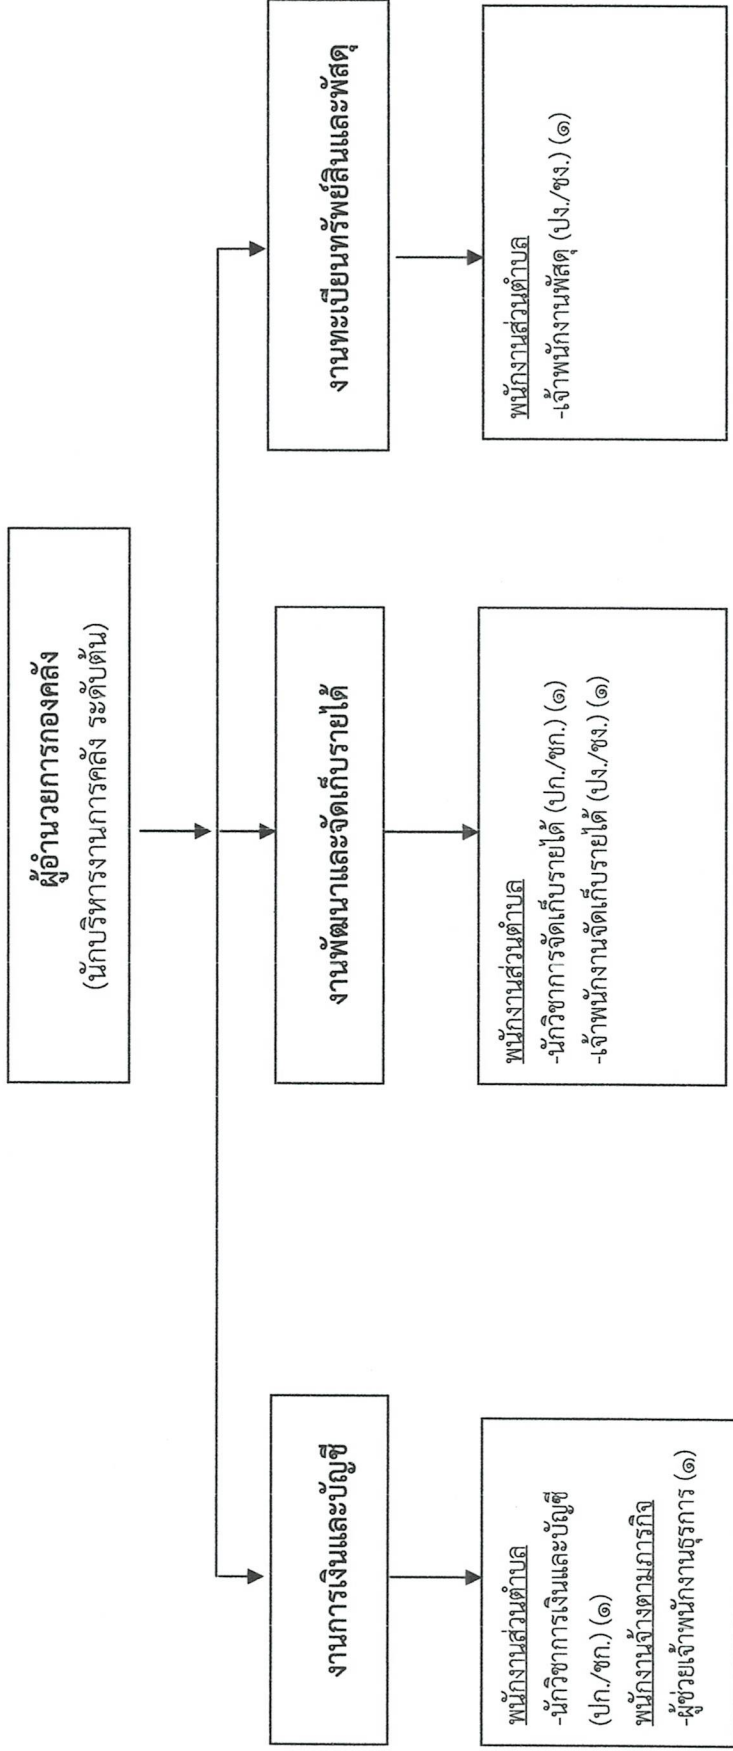 ผู้อำนวยการกองคลัง
(นักบริหารงานการคลัง ระดับต้น)
งานการเงินและบัญชี
งานพัฒนาและจัดเก็บรายได้
งานทะเบียนทรัพย์สินและพัสดุ
พนักงานส่วนตำบล
-นักวิชาการเงินและบัญชี
(ปก./ชก.) (๑)
พนักงานจ้างตามภารกิจ
-ผู้ช่วยเจ้าพนักงานธุรการ (๑)
พนักงานส่วนตำบล
-นักวิชาการจัดเก็บรายได้ (ปก./ชก.) (๑)
-เจ้าพนักงานจัดเก็บรายได้ (ปง./ชง.) (๑)
พนักงานส่วนตำบล
-เจ้าพนักงานพัสดุ (ปง./ชง.) (๑)